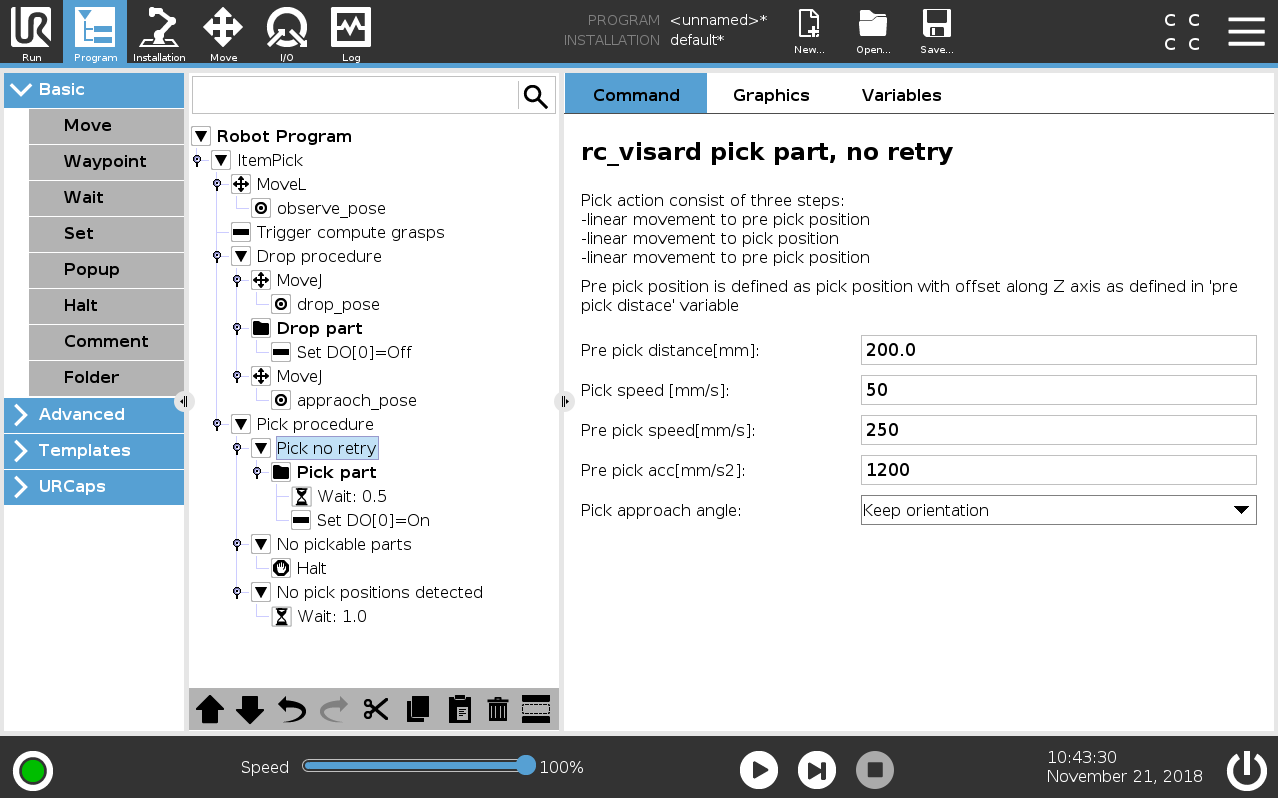 UR
Run
Program
Installation
Move
I/O
Log
PROGRAM <unnamed>*
INSTALLATION default*
New...
Open...
Save...
C C
C C
Basic
Move
Waypoint
Wait
Set
Popup
Halt
Comment
Folder
Advanced
Templates
URCaps
Robot Program
ItemPick
MoveL
observe_pose
Trigger compute grasps
Drop procedure
MoveJ
drop_pose
Drop part
Set DO[0]=Off
MoveJ
appraoch_pose
Pick procedure
Pick no retry
Pick part
Wait: 0.5
Set DO[0]=On
No pickable parts
Halt
No pick positions detected
Wait: 1.0
Command Graphics Variables
rc_visard pick part, no retry
Pick action consist of three steps:
-linear movement to pre pick position
-linear movement to pick position
-linear movement to pre pick position
Pre pick position is defined as pick position with offset along Z axis as defined in 'pre
pick distace' variable
Pre pick distance[mm]: 200.0
Pick speed [mm/s]: 50
Pre pick speed[mm/s]: 250
Pre pick acc[mm/s2]: 1200
Pick approach angle: Keep orientation
Speed 100%
10:43:30
November 21, 2018